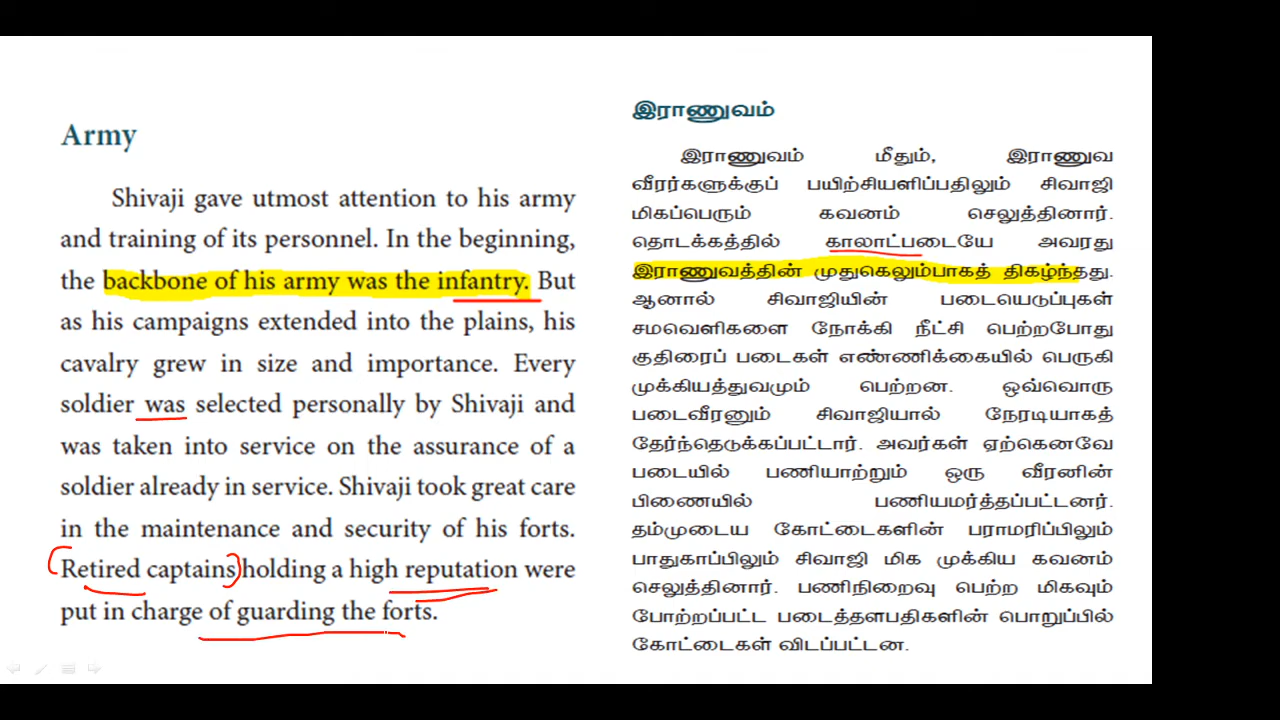 Army
Shivaji gave utmost attention to his army
and training of its personnel. In the beginning,
the backbone of his army was the infantry. But
as his campaigns extended into the plains, his
cavalry grew in size and importance. Every
soldier was selected personally by Shivaji and
was taken into service on the assurance of a
soldier already in service. Shivaji took great care
in the maintenance and security of his forts.
Retired captains holding a high reputation were
put in charge of guarding the forts.
இராணுவம்
இராணுவம் மீதும், இராணுவ
வீரர்களுக்குப் பயிற்சியளிப்பதிலும் சிவாஜி
மிகப்பெரும் கவனம் செலுத்தினார்.
தொடக்கத்தில் காலாட்படையே அவரது
இராணுவத்தின் முதுகெலும்பாகத் திகழ்ந்தது.
ஆனால் சிவாஜியின் படையெடுப்புகள்
சமவெளிகளை நோக்கி நீட்சி பெற்றபோது
குதிரைப் படைகள் எண்ணிக்கையில் பெருகி
முக்கியத்துவமும் பெற்றன. ஒவ்வொரு
படைவீரனும் சிவாஜியால் நேரடியாகத்
தேர்ந்தெடுக்கப்பட்டார். அவர்கள் ஏற்கெனவே
படையில் பணியாற்றும் ஒரு வீரனின்
பிணையில் பணியமர்த்தப்பட்டனர்.
தம்முடைய கோட்டைகளின் பராமரிப்பிலும்
பாதுகாப்பிலும் சிவாஜி மிக முக்கிய கவனம்
செலுத்தினார். பணிநிறைவு பெற்ற மிகவும்
போற்றப்பட்ட படைத்தளபதிகளின் பொறுப்பில்
கோட்டைகள் விடப்பட்டன.